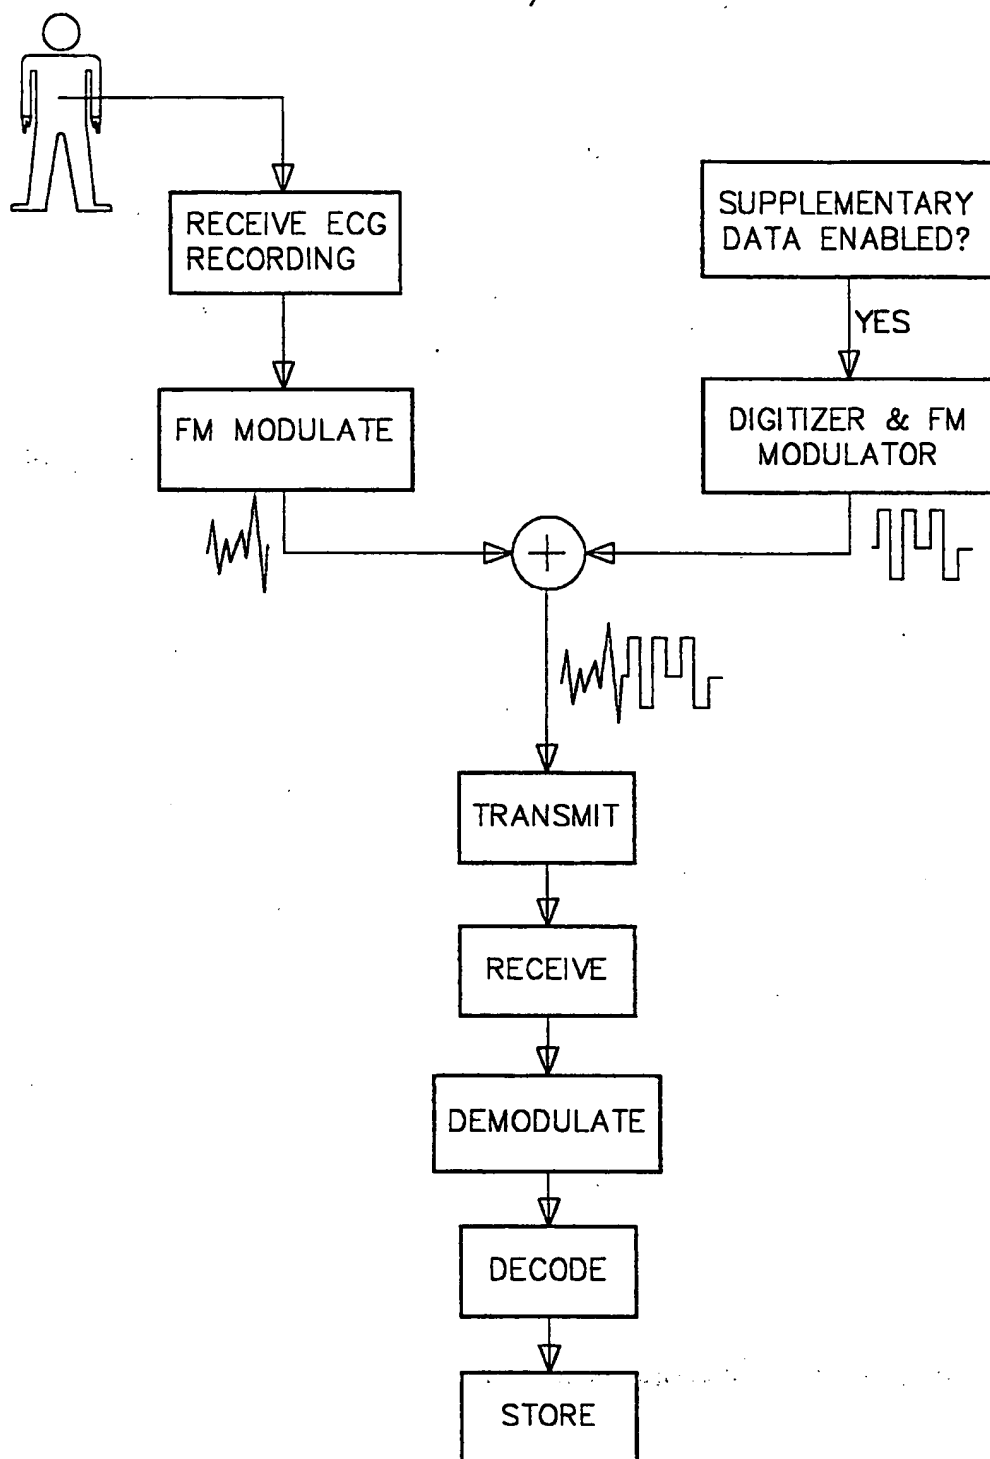 RECEIVE ECG
RECORDING
SUPPLEMENTARY
DATA ENABLED?
YES
FM MODULATE
DIGITIZER & FM
MODULATOR
TRANSMIT
RECEIVE
DEMODULATE
DECODE
STORE